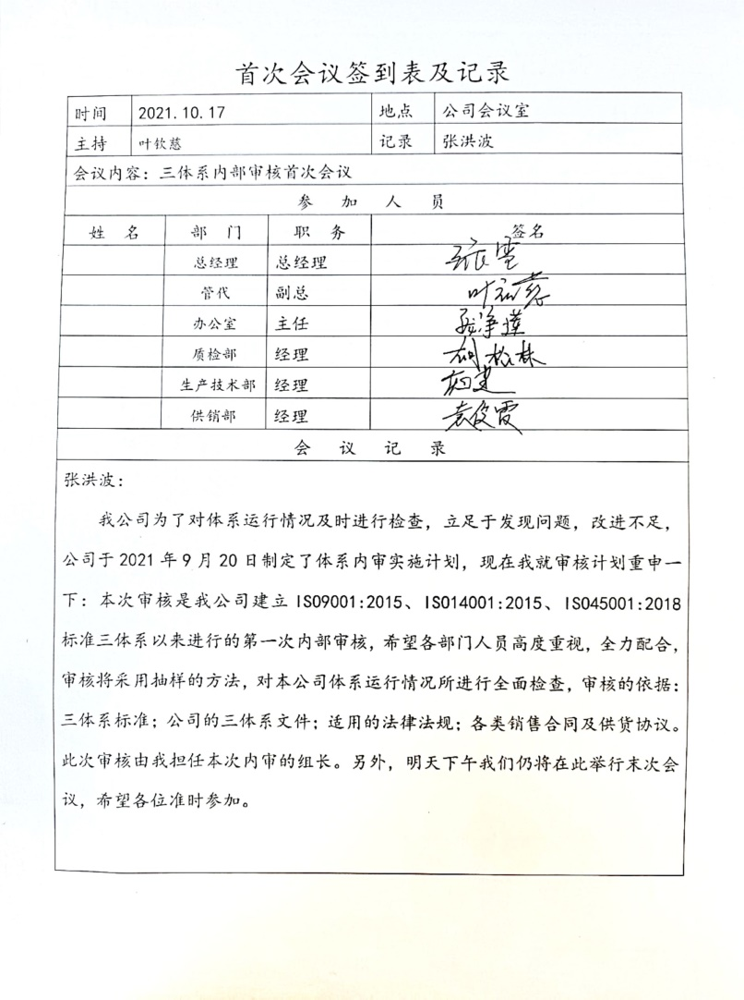 首次会议签到表及记录
时间 2021.10.17 地点 公司会议室
主持 叶钦慈 记录 张洪波
会议内容：三体系内部审核首次会议
参 加 人 员
姓 名 部 门 职 务 签名
总经理 总经理
管代 副总
办公室 主任
质检部 经理
生产技术部 经理
供销部 经理 袁俊霞
会 议 记 录
张洪波：
我公司为了对体系运行情况及时进行检查，立足于发现问题，改进不足，
公司于 2021 年 9 月 20 日制定了体系内审实施计划，现在我就审核计划重申一
下：本次审核是我公司建立 ISO9001:2015、ISO14001:2015、ISO45001:2018
标准三体系以来进行的第一次内部审核，希望各部门人员高度重视，全力配合，
审核将采用抽样的方法，对本公司体系运行情况所进行全面检查，审核的依据：
三体系标准；公司的三体系文件；适用的法律法规；各类销售合同及供货协议。
此次审核由我担任本次内审的组长。另外，明天下午我们仍将在此举行末次会
议，希望各位准时参加。